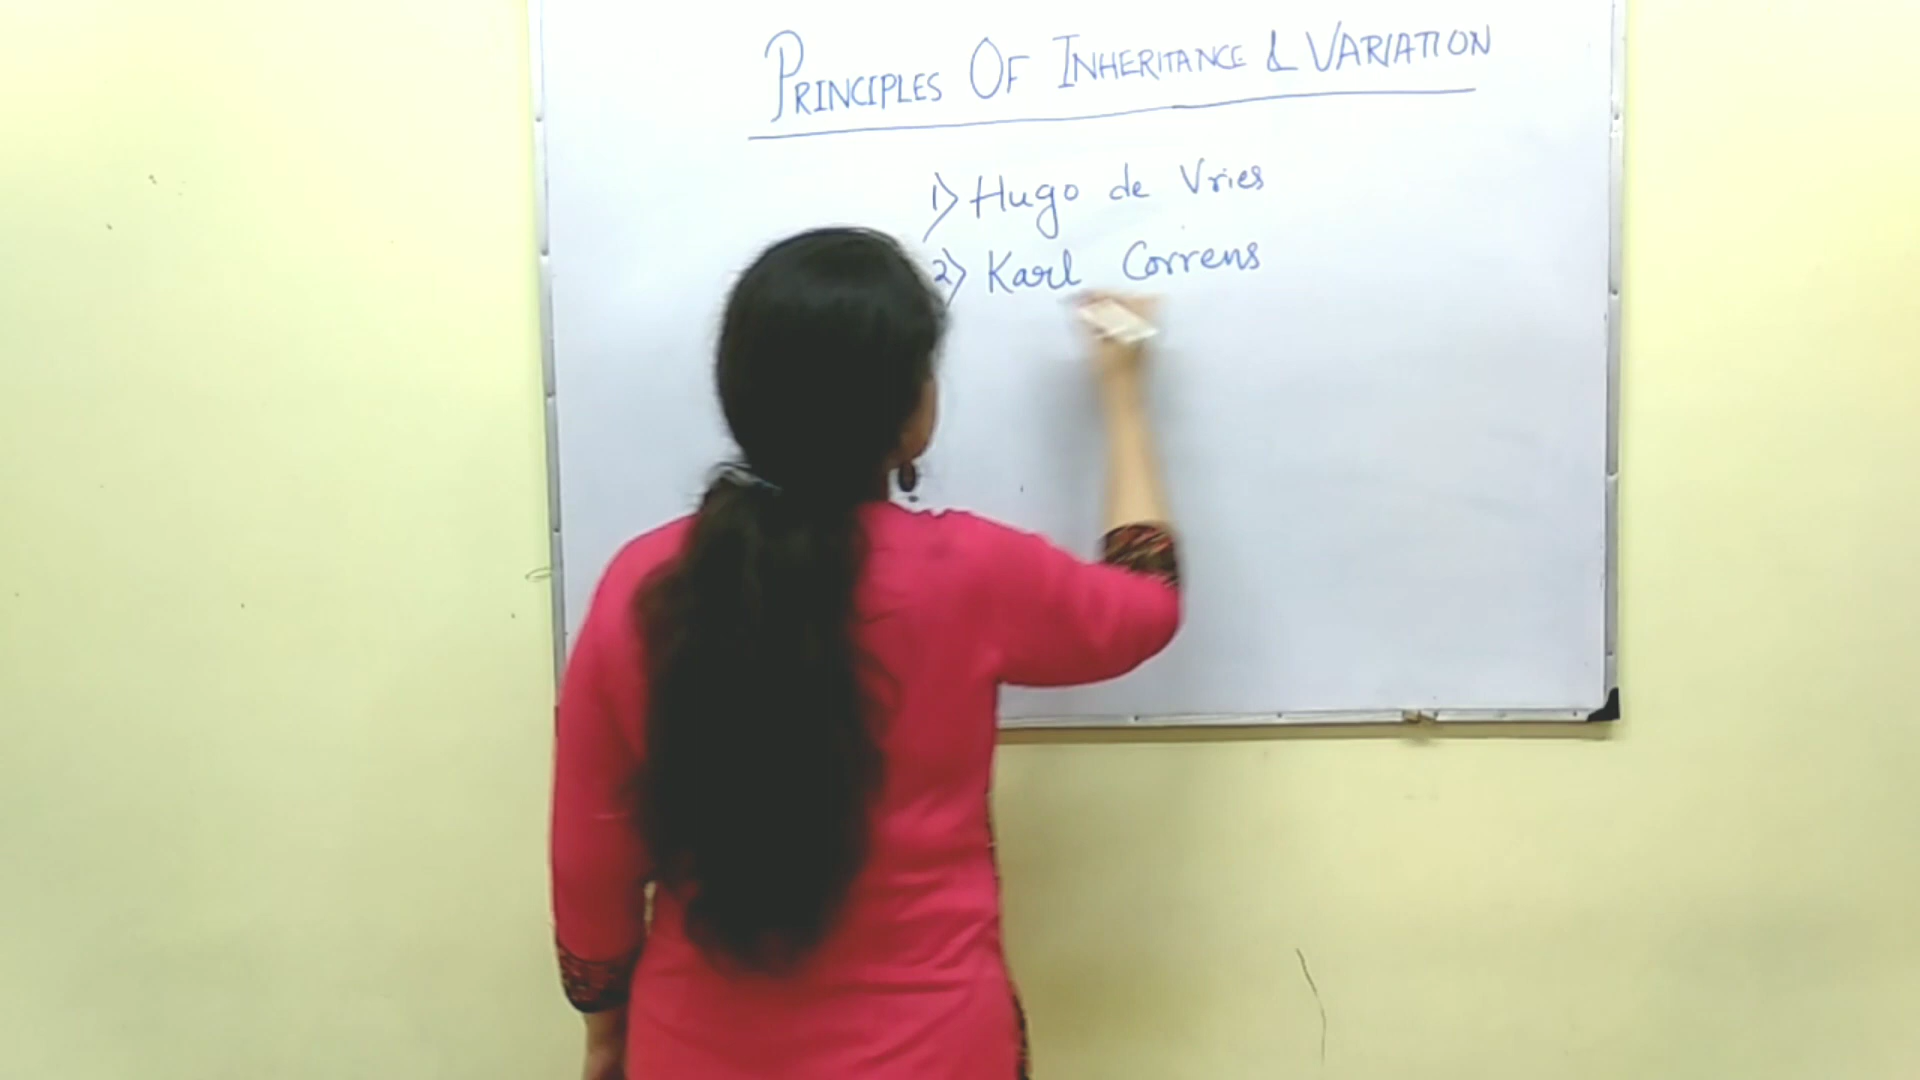 PRINCIPLES OF INHERITANCE & VARIATION
1) Hugo de Vries
2) Karl Correns